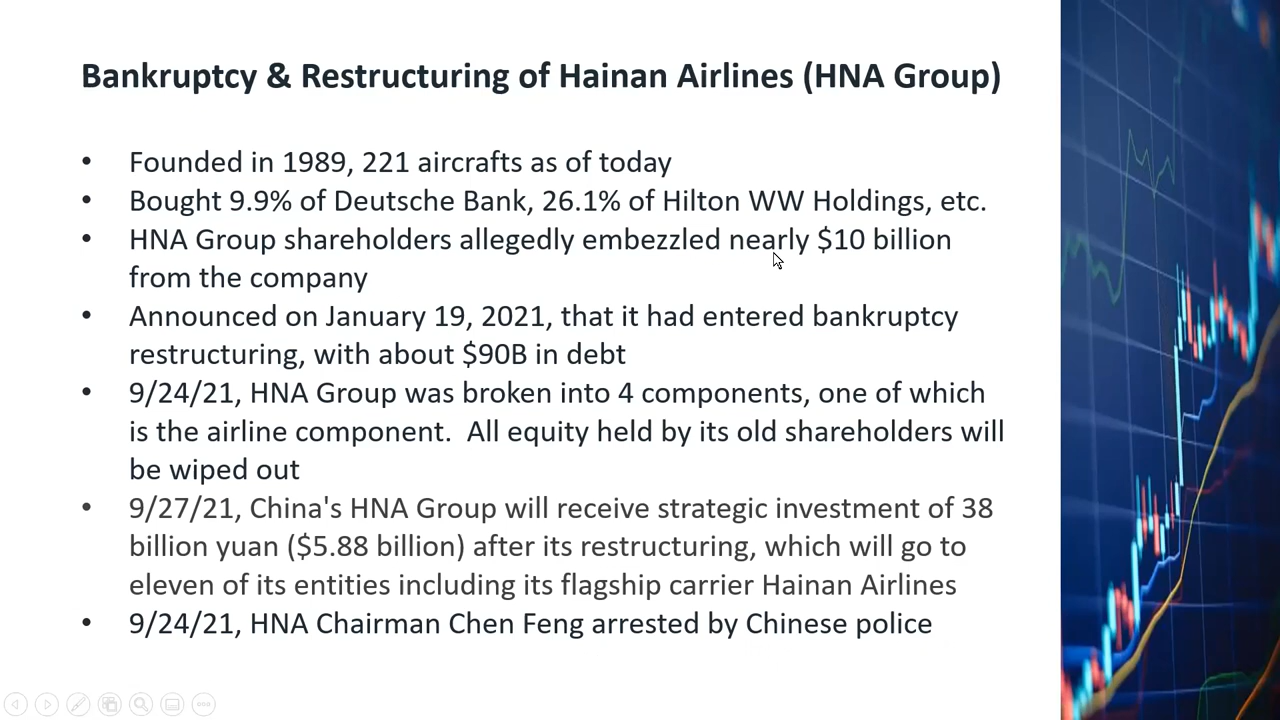 Bankruptcy & Restructuring of Hainan Airlines (HNA Group)
• Founded in 1989, 221 aircrafts as of today
• Bought 9.9% of Deutsche Bank, 26.1% of Hilton WW Holdings, etc.
• HNA Group shareholders allegedly embezzled nearly $10 billion
from the company
• Announced on January 19, 2021, that it had entered bankruptcy
restructuring, with about $90B in debt
• 9/24/21, HNA Group was broken into 4 components, one of which
is the airline component.  All equity held by its old shareholders will
be wiped out
• 9/27/21, China's HNA Group will receive strategic investment of 38
billion yuan ($5.88 billion) after its restructuring, which will go to
eleven of its entities including its flagship carrier Hainan Airlines
• 9/24/21, HNA Chairman Chen Feng arrested by Chinese police